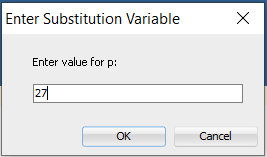 Enter Substitution Variable
Enter value for p:
27
OK
Cancel